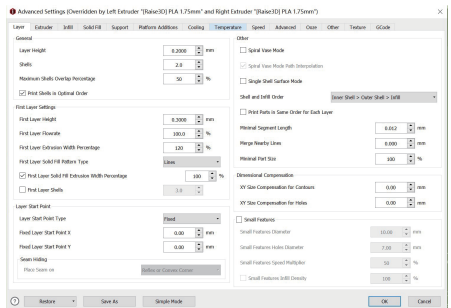 Advanced Settings (Overridden by Left Extruder "(Raise3D) PLA 1.75mm" and Right Extruder "(Raise3D) PLA 1.75mm")
Layer Extruder Infill Solid Fill Support Platform Additions Cooling Temperature Speed Advanced Ooze Other Texture GCode
General
Layer Height 0.2000 mm
Shells 2.0
Maximum Shells Overlap Percentage 50 %
Print Shells in Optimal Order
First Layer Settings
First Layer Height 0.3000 mm
First Layer Flowrate 100.0 %
First Layer Extrusion Width Percentage 120 %
First Layer Solid Fill Pattern Type Lines
First Layer Solid Fill Extrusion Width Percentage 100 %
First Layer Shells 1.0
Layer Start Point
Layer Start Point Type Fixed
Fixed Layer Start Point X 0.00 mm
Fixed Layer Start Point Y 0.00 mm
Seam Hiding
Place Seam on Reflex or Convex Corner
Other
Spiral Vase Mode
Spiral Vase Mode Path Interpolation
Single Shell Surface Mode
Shell and Infill Order Inner Shell > Outer Shell > Infill
Print Parts in Same Order for Each Layer
Minimal Segment Length 0.012 mm
Merge Nearby Lines 0.000 mm
Minimal Part Size 100 %
Dimensional Compensation
XY Size Compensation for Contours 0.00 mm
XY Size Compensation for Holes 0.00 mm
Small Features
Small Features Diameter 10.00 mm
Small Features Holes Diameter 7.00 mm
Small Features Speed Multiplier 50 %
Small Features Infill Density 100 %
? Restore Save As Simple Mode OK Cancel